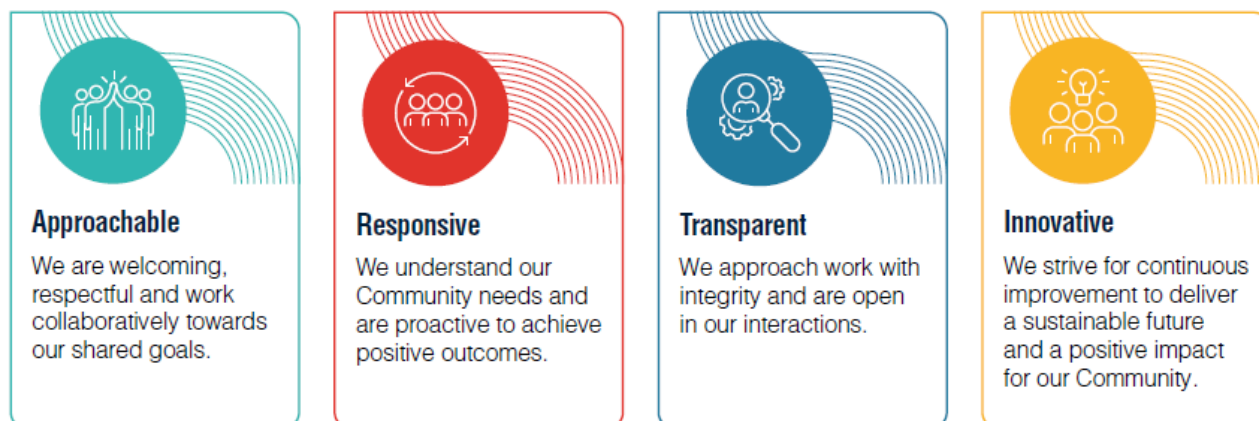 Approachable
We are welcoming,
respectful and work
collaboratively towards
our shared goals.
Responsive
We understand our
Community needs and
are proactive to achieve
positive outcomes.
Transparent
We approach work with
integrity and are open
in our interactions.
Innovative
We strive for continuous
improvement to deliver
a sustainable future
and a positive impact
for our Community.